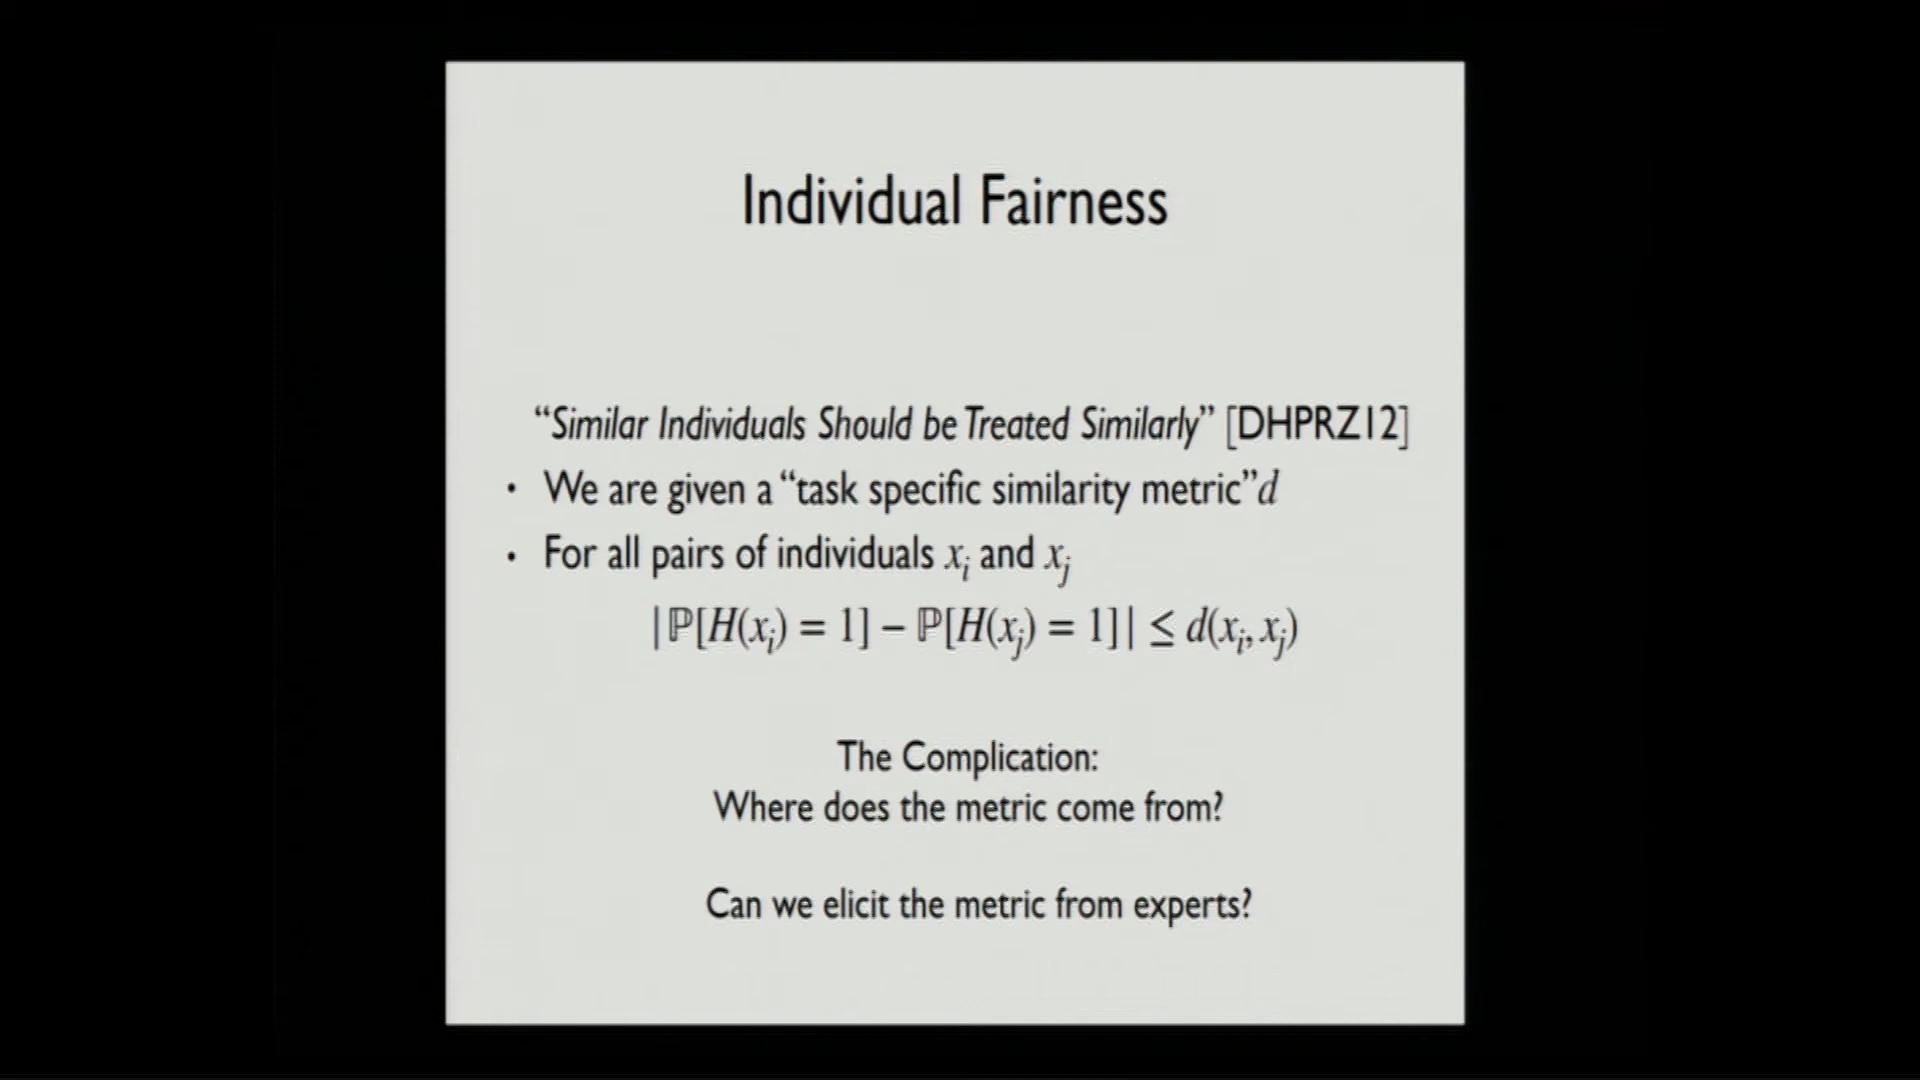 Individual Fairness
“Similar Individuals Should be Treated Similarly” [DHPRZ12]
• We are given a “task specific similarity metric” d
• For all pairs of individuals x_i and x_j
|ℙ[H(x_i) = 1] – ℙ[H(x_j) = 1]| ≤ d(x_i, x_j)
The Complication:
Where does the metric come from?
Can we elicit the metric from experts?